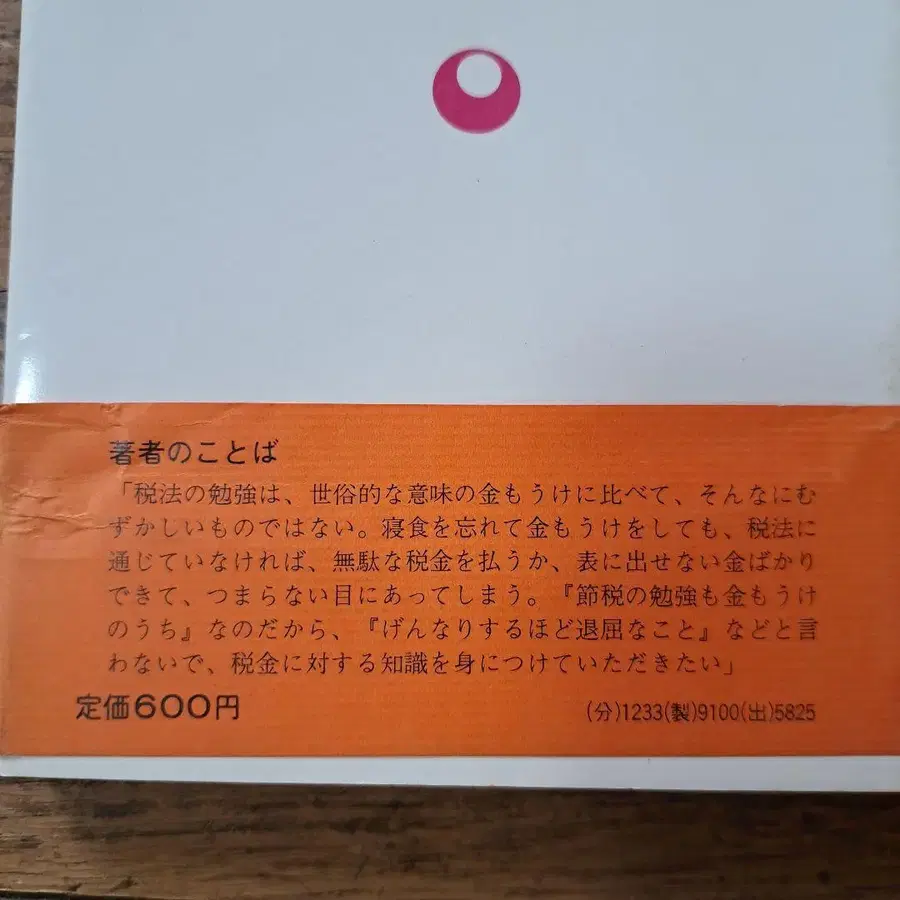 著者のことば
「税法の勉強は、世俗的な意味の金もうけに比べて、そんなにむ
ずかしいものではない。寝食を忘れて金もうけをしても、税法に
通じていなければ、無駄な税金を払うか、表に出せない金ばかり
できて、つまらない目にあってしまう。『節税の勉強も金もうけ
のうち』なのだから、『げんなりするほど退屈なこと』などと言
わないで、税金に対する知識を身につけていただきたい」
定価600円
(分)1233(製)9100(出)5825